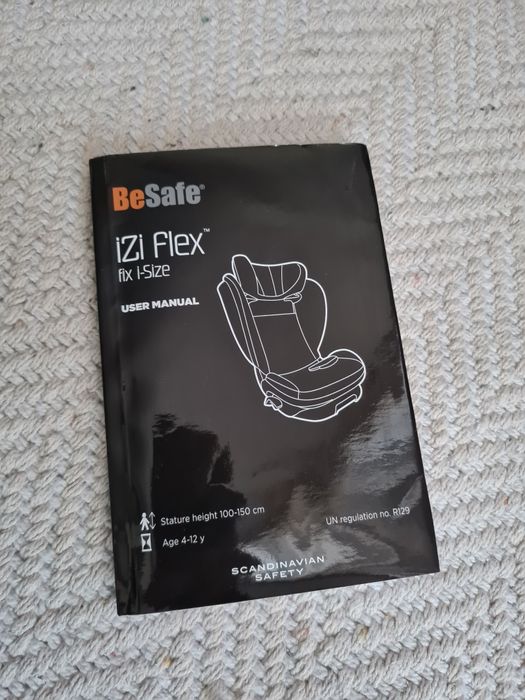 BeSafe®
iZi Flex™
fix i-Size
USER MANUAL
Stature height 100-150 cm
UN regulation no. R129
Age 4-12 y
SCANDINAVIAN
SAFETY